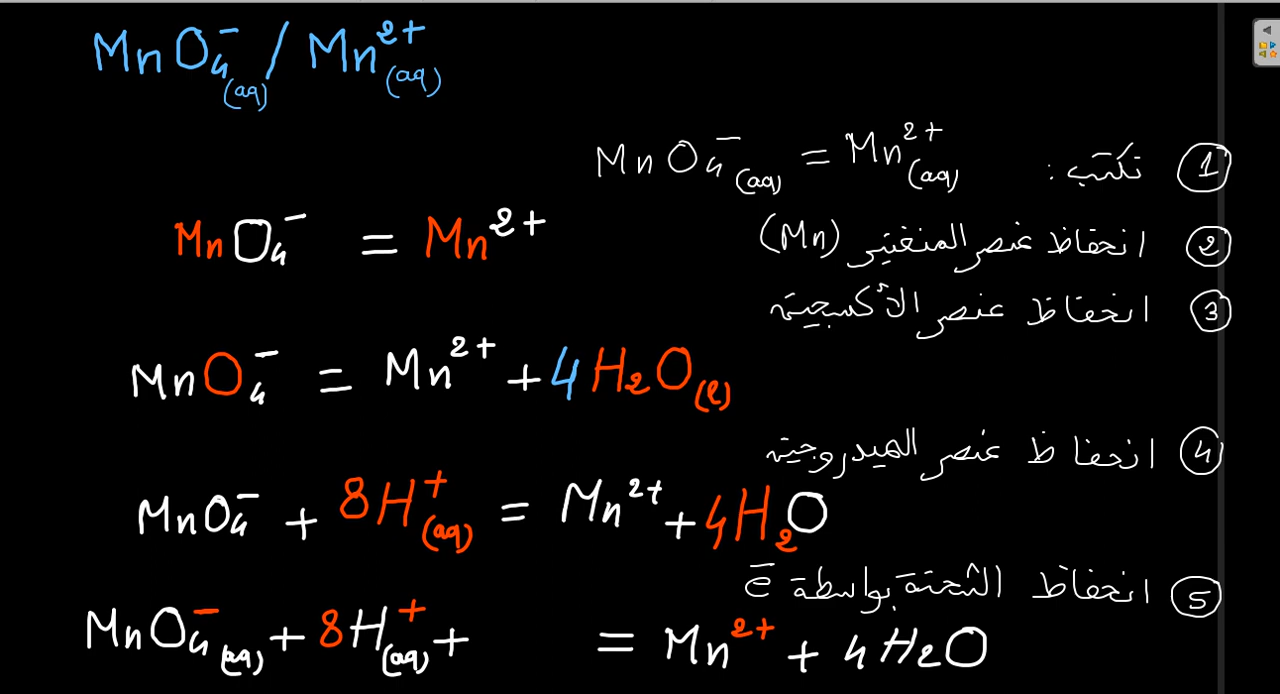 MnO₄⁻(aq) / Mn²⁺(aq)
① نكتب : MnO₄⁻(aq) = Mn²⁺(aq)
② انحفاظ عنصر المنغنيز (Mn)
MnO₄⁻ = Mn²⁺
③ انحفاظ عنصر الأكسجين
MnO₄⁻ = Mn²⁺ + 4H₂O(l)
④ انحفاظ عنصر الهيدروجين
MnO₄⁻ + 8H⁺(aq) = Mn²⁺ + 4H₂O
⑤ انحفاظ الشحنة بواسطة e⁻
MnO₄⁻(aq) + 8H⁺(aq) + = Mn²⁺ + 4H₂O